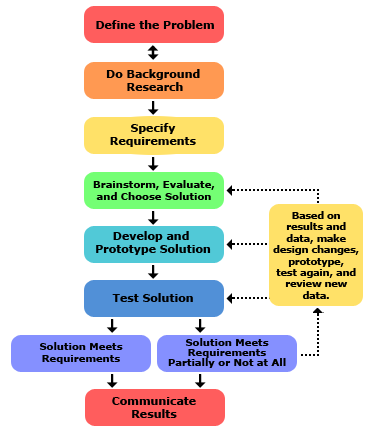 Define the Problem
Do Background
Research
Specify
Requirements
Brainstorm, Evaluate,
and Choose Solution
Develop and
Prototype Solution
Based on
results and
data, make
design changes,
prototype,
test again, and
review new
data.
Test Solution
Solution Meets
Requirements
Solution Meets
Requirements
Partially or Not at All
Communicate
Results